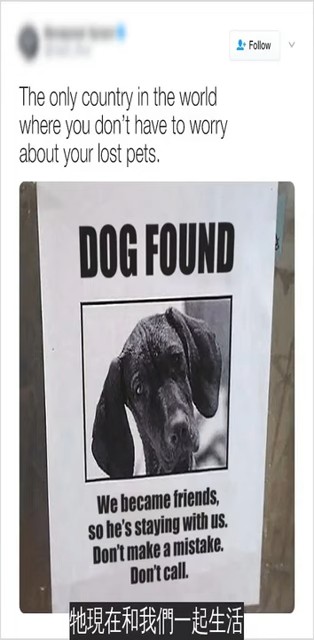 Follow
The only country in the world
where you don't have to worry
about your lost pets.
DOG FOUND
We became friends,
so he's staying with us.
Don't make a mistake.
Don't call.
牠現在和我們一起生活